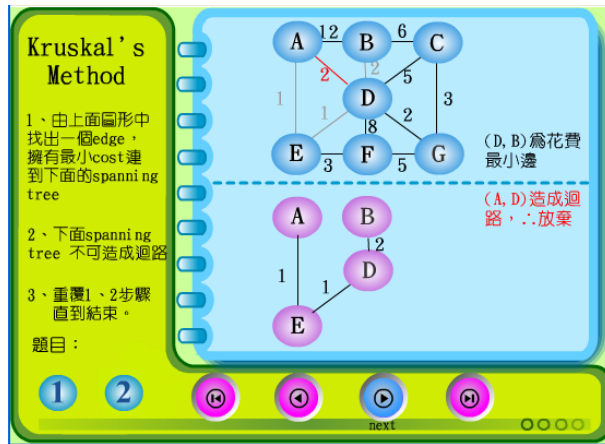 Kruskal's
Method
1、由上面圖形中
找出一個edge，
擁有最小cost連
到下面的spanning
tree
2、下面spanning
tree 不可造成迴路
3、重覆1、2步驟
直到結束。
題目：
1 2
A 12 B 6 C
2 2 5
1 1 D 3
8 2
E 3 F 5 G
(D,B)爲花費
最小邊
(A,D)造成迴
路，∴放棄
A B
2
1 1 D
E
next